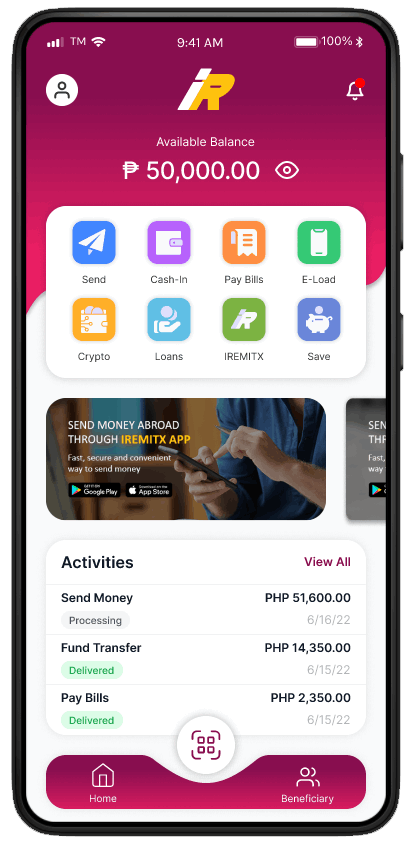 TM 9:41 AM 100%
iR
Available Balance
₱ 50,000.00
Send Cash-In Pay Bills E-Load
Crypto Loans IREMITX Save
SEND MONEY ABROAD
THROUGH IREMITX APP
Fast, secure and convenient
way to send money
GET IT ON
Google Play
Download on the
App Store
SEN
THR
Fast,
way t
Activities View All
Send Money PHP 51,600.00
Processing 6/16/22
Fund Transfer PHP 14,350.00
Delivered 6/15/22
Pay Bills PHP 2,350.00
Delivered 6/15/22
Home Beneficiary